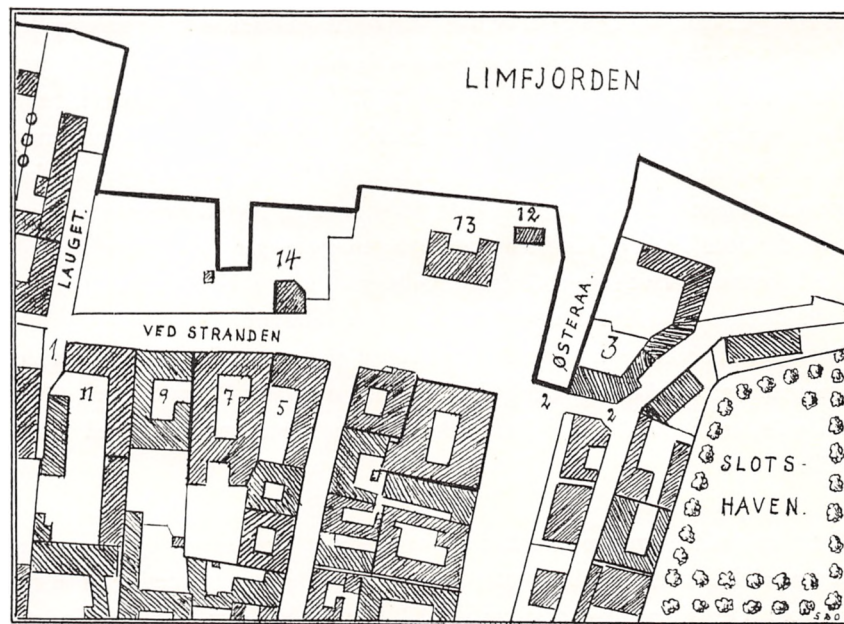 LIMFJORDEN
LAUGET.
14
13
12
ØSTERAA.
3
VED STRANDEN
1.
11
9
7
5
2
2
SLOTS-
HAVEN.